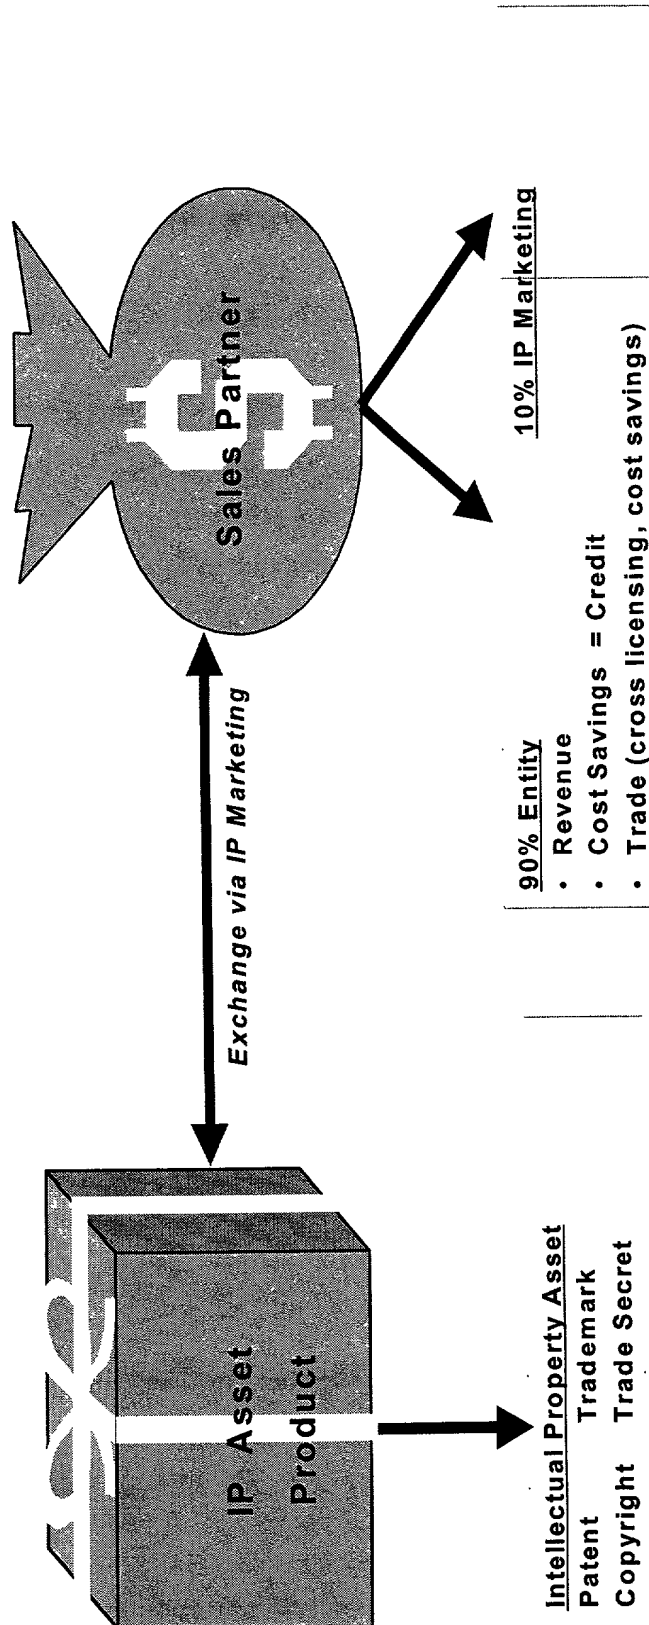 IP Asset
Product
Exchange via IP Marketing
Sales Partner
Intellectual Property Asset
Patent Trademark
Copyright Trade Secret
90% Entity
• Revenue
• Cost Savings = Credit
• Trade (cross licensing, cost savings)
10% IP Marketing